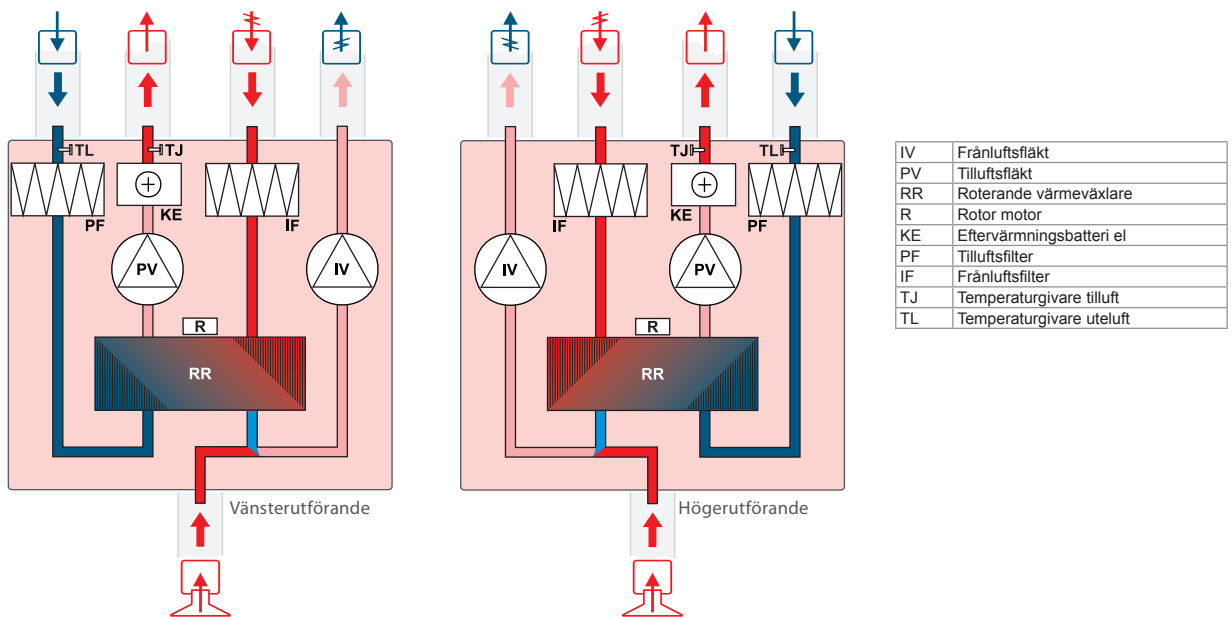 TL
TJ
PF
KE
IF
PV
IV
R
RR
Vänsterutförande
TJ
TL
IF
KE
PF
IV
PV
R
RR
Högerutförande
IV Frånluftsfläkt
PV Tilluftsfläkt
RR Roterande värmeväxlare
R Rotor motor
KE Eftervärmningsbatteri el
PF Tilluftsfilter
IF Frånluftsfilter
TJ Temperaturgivare tilluft
TL Temperaturgivare uteluft